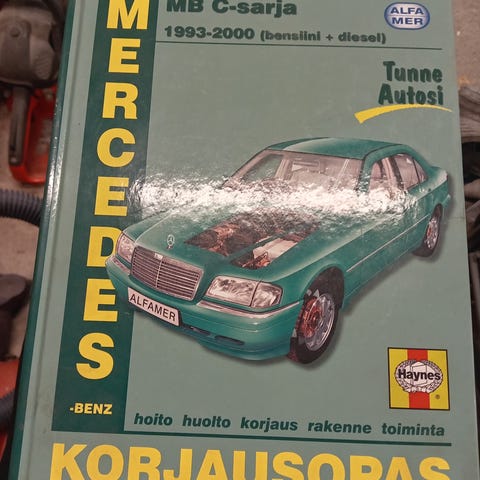 MERCEDES
-BENZ
MB C-sarja
1993-2000 (bensiini + diesel)
ALFA
MER
Tunne
Autosi
ALFAMER
Haynes
hoito huolto korjaus rakenne toiminta
KORJAUSOPAS